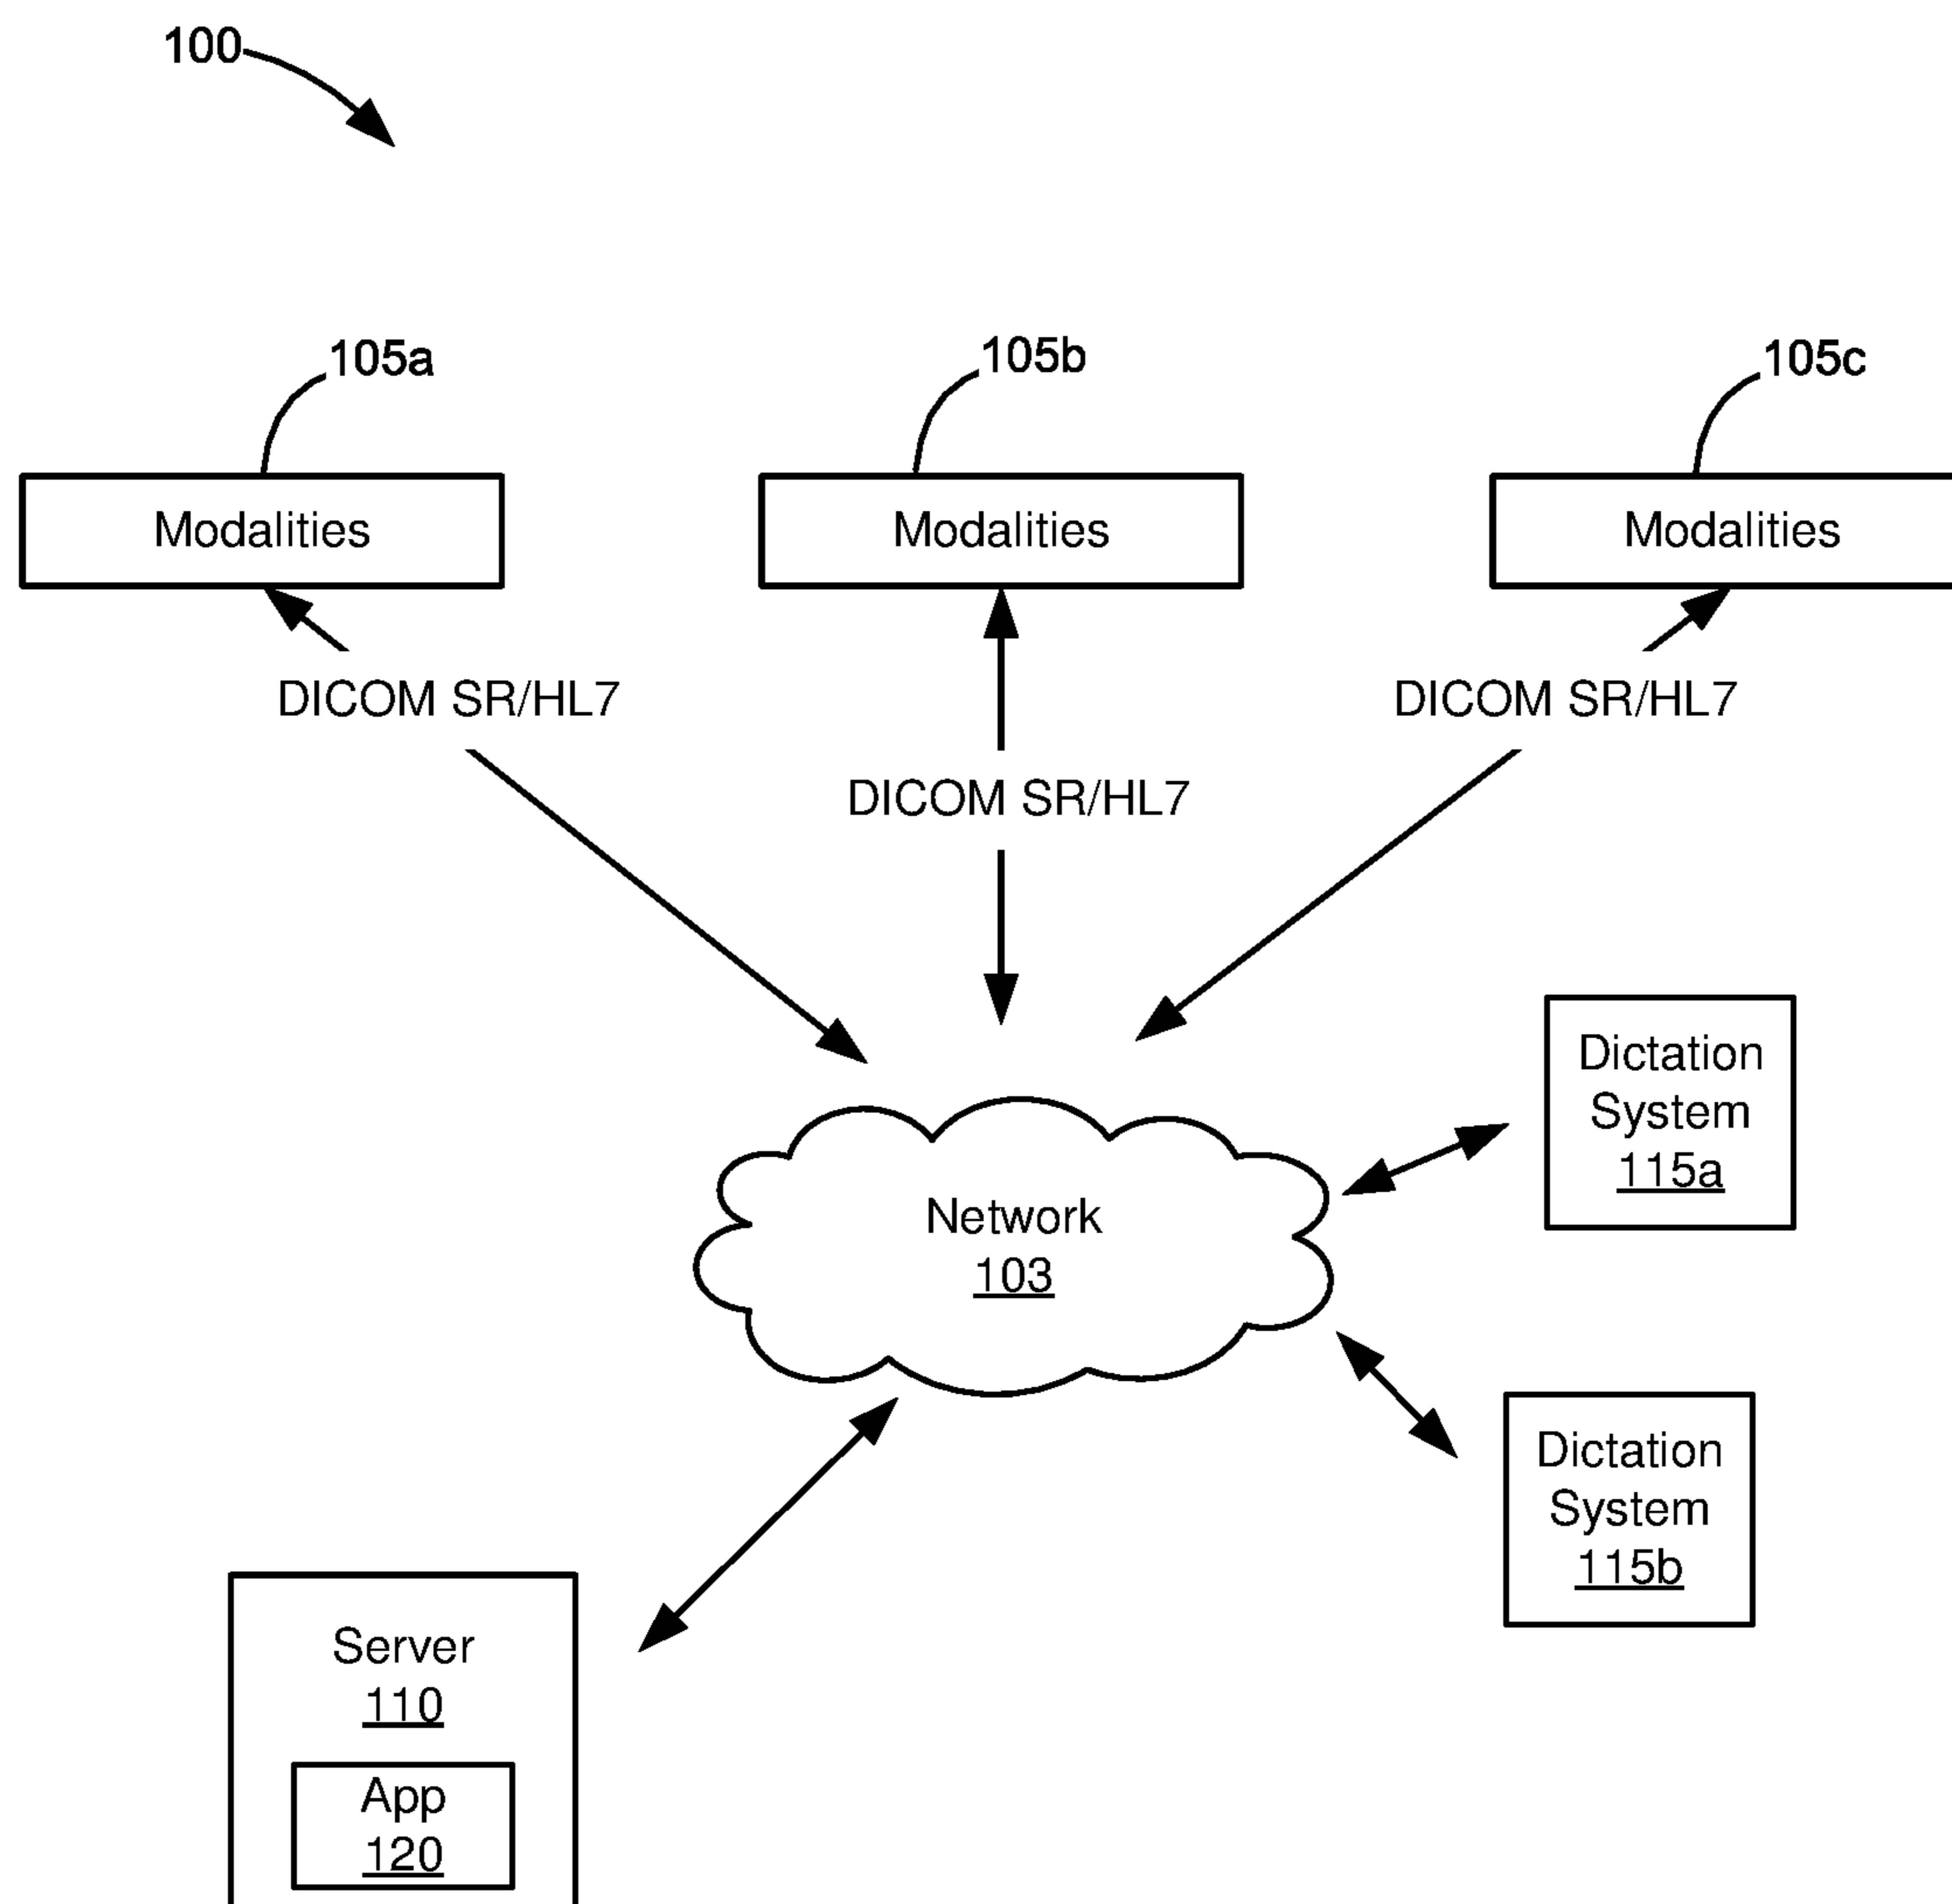 100
105a
105b
105c
Modalities
Modalities
Modalities
DICOM SR/HL7
DICOM SR/HL7
DICOM SR/HL7
Dictation
System
115a
Network
103
Dictation
System
115b
Server
110
App
120